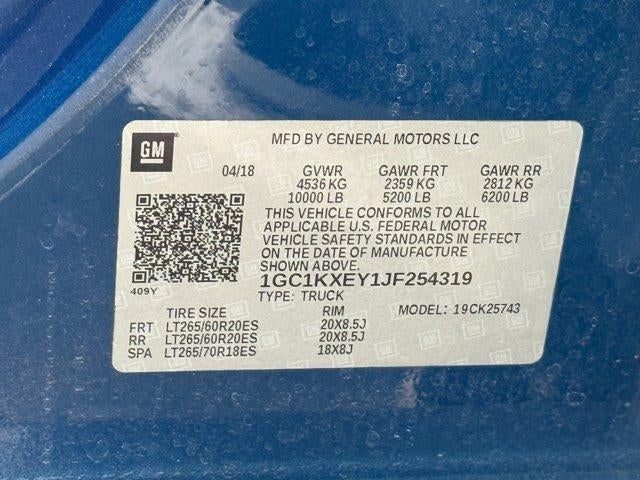 GM
MFD BY GENERAL MOTORS LLC
04/18 GVWR GAWR FRT GAWR RR
4536 KG 2359 KG 2812 KG
10000 LB 5200 LB 6200 LB
THIS VEHICLE CONFORMS TO ALL
APPLICABLE U.S. FEDERAL MOTOR
VEHICLE SAFETY STANDARDS IN EFFECT
ON THE DATE OF MANUFACTURE
SHOWN ABOVE.
1GC1KXEY1JF254319
409Y
TYPE: TRUCK
TIRE SIZE RIM MODEL: 19CK25743
FRT LT265/60R20ES 20X8.5J
RR LT265/60R20ES 20X8.5J
SPA LT265/70R18ES 18X8J